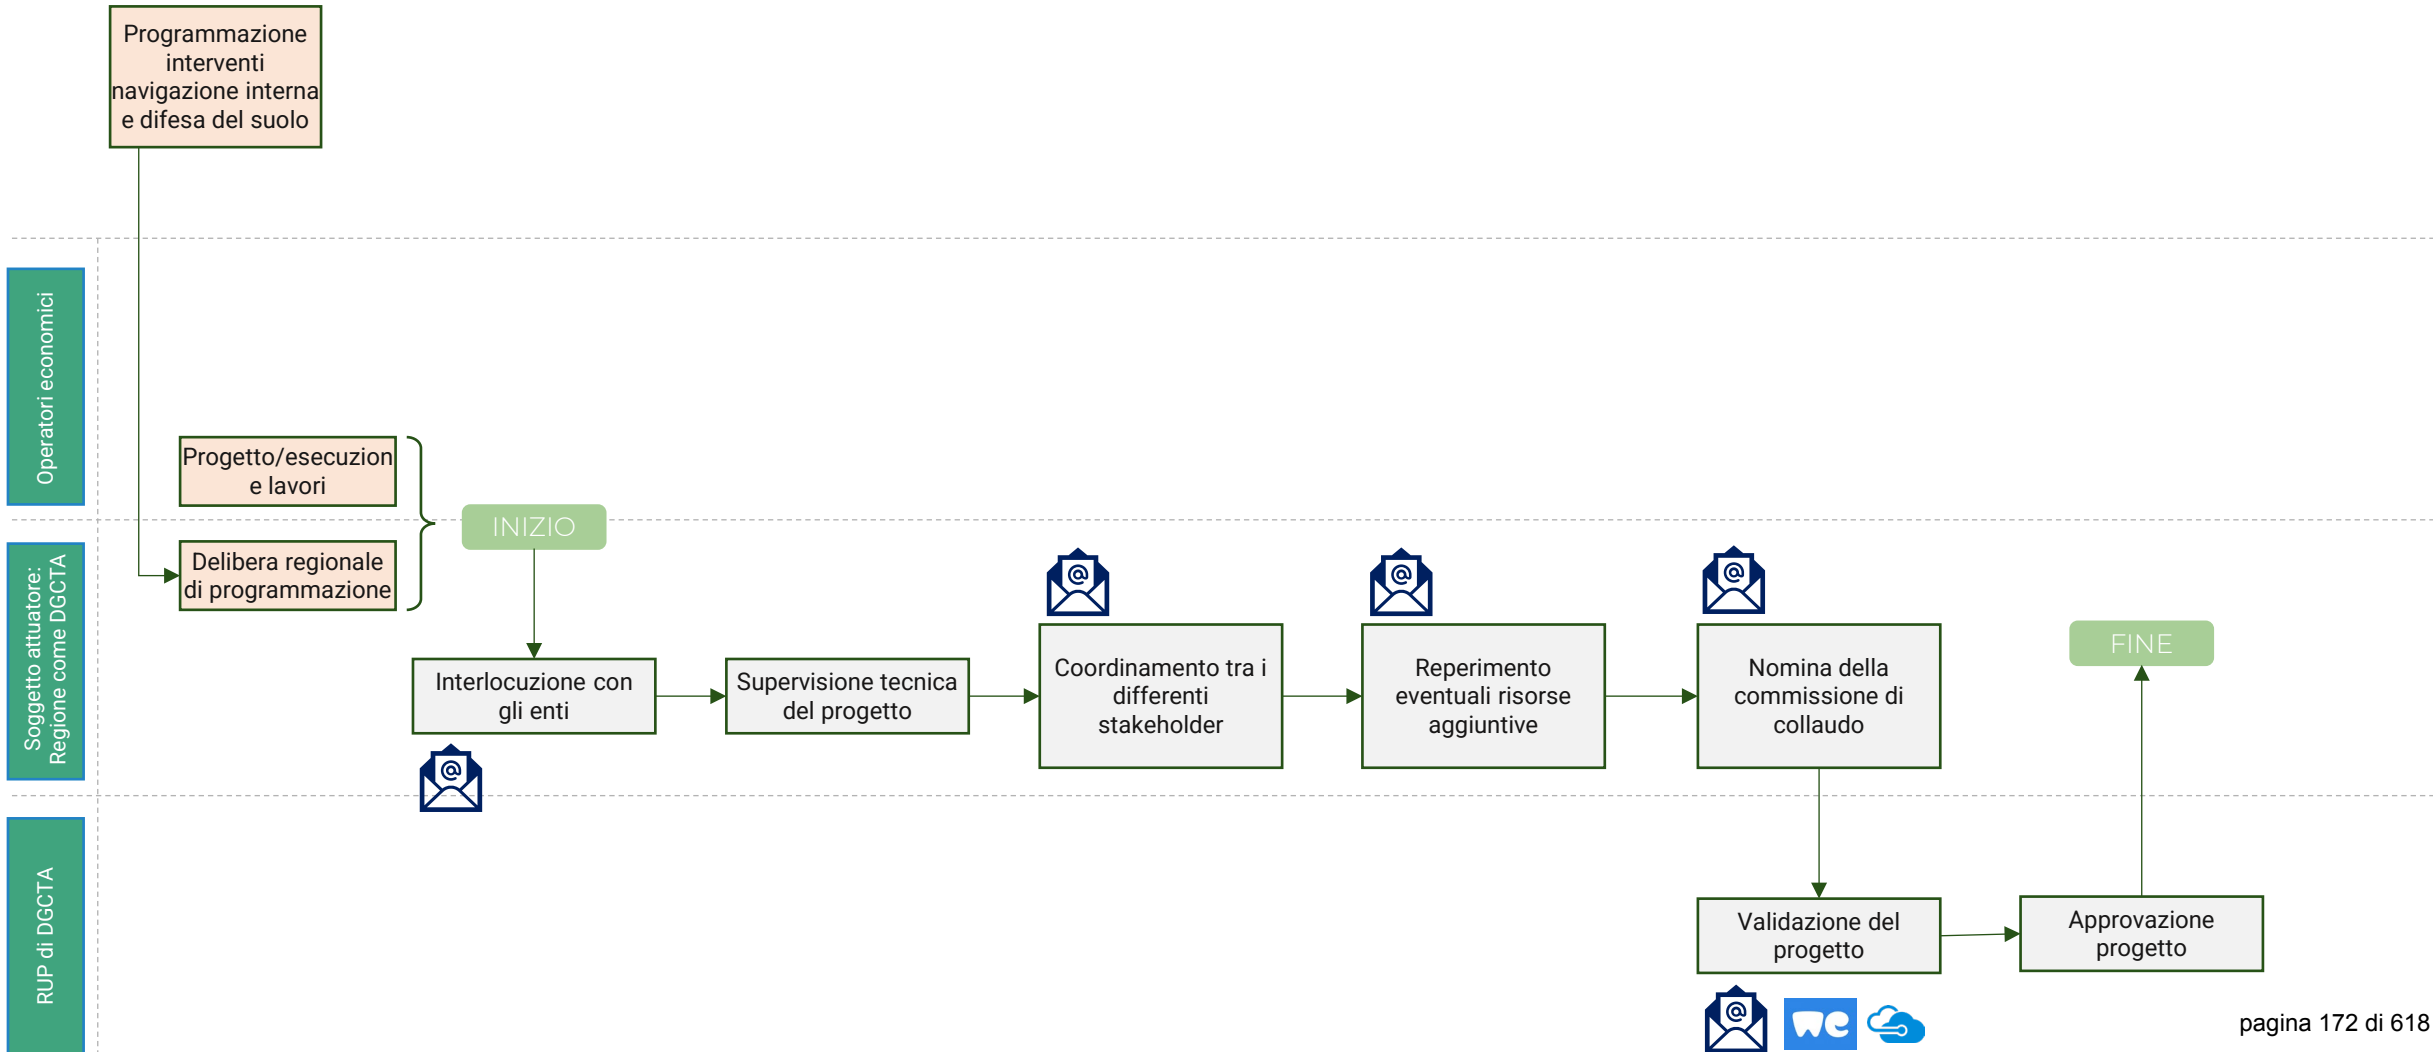 Programmazione
interventi
navigazione interna
e difesa del suolo
Operatori economici
Progetto/esecuzion
e lavori
INIZIO
Soggetto attuatore:
Regione come DGCTA
Delibera regionale
di programmazione
@
@
@
Interlocuzione con
gli enti
Supervisione tecnica
del progetto
Coordinamento tra i
differenti
stakeholder
Reperimento
eventuali risorse
aggiuntive
Nomina della
commissione di
collaudo
FINE
@
RUP di DGCTA
Validazione del
progetto
Approvazione
progetto
@
we
pagina 172 di 618